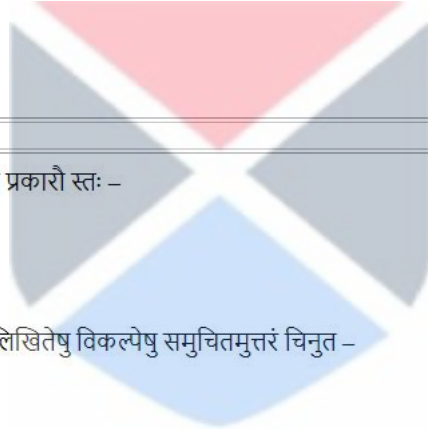 प्रकारौ स्तः –
लिखितेषु विकल्पेषु समुचितमुत्तरं चिनुत –